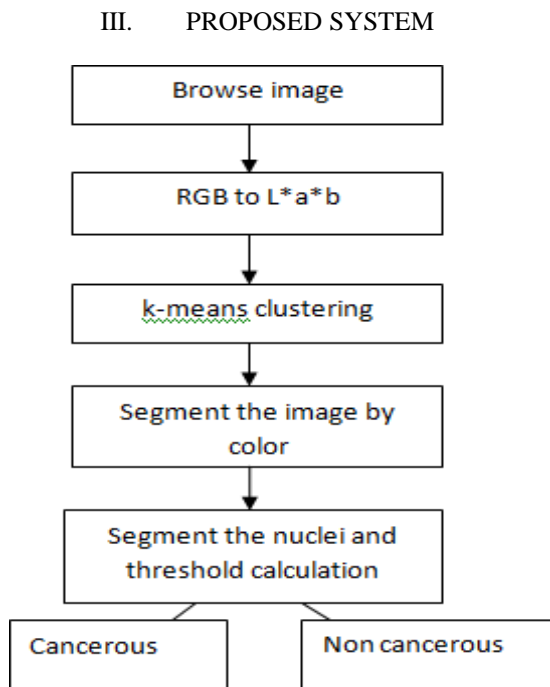 III. PROPOSED SYSTEM
Browse image
RGB to L*a*b
k-means clustering
Segment the image by
color
Segment the nuclei and
threshold calculation
Cancerous
Non cancerous